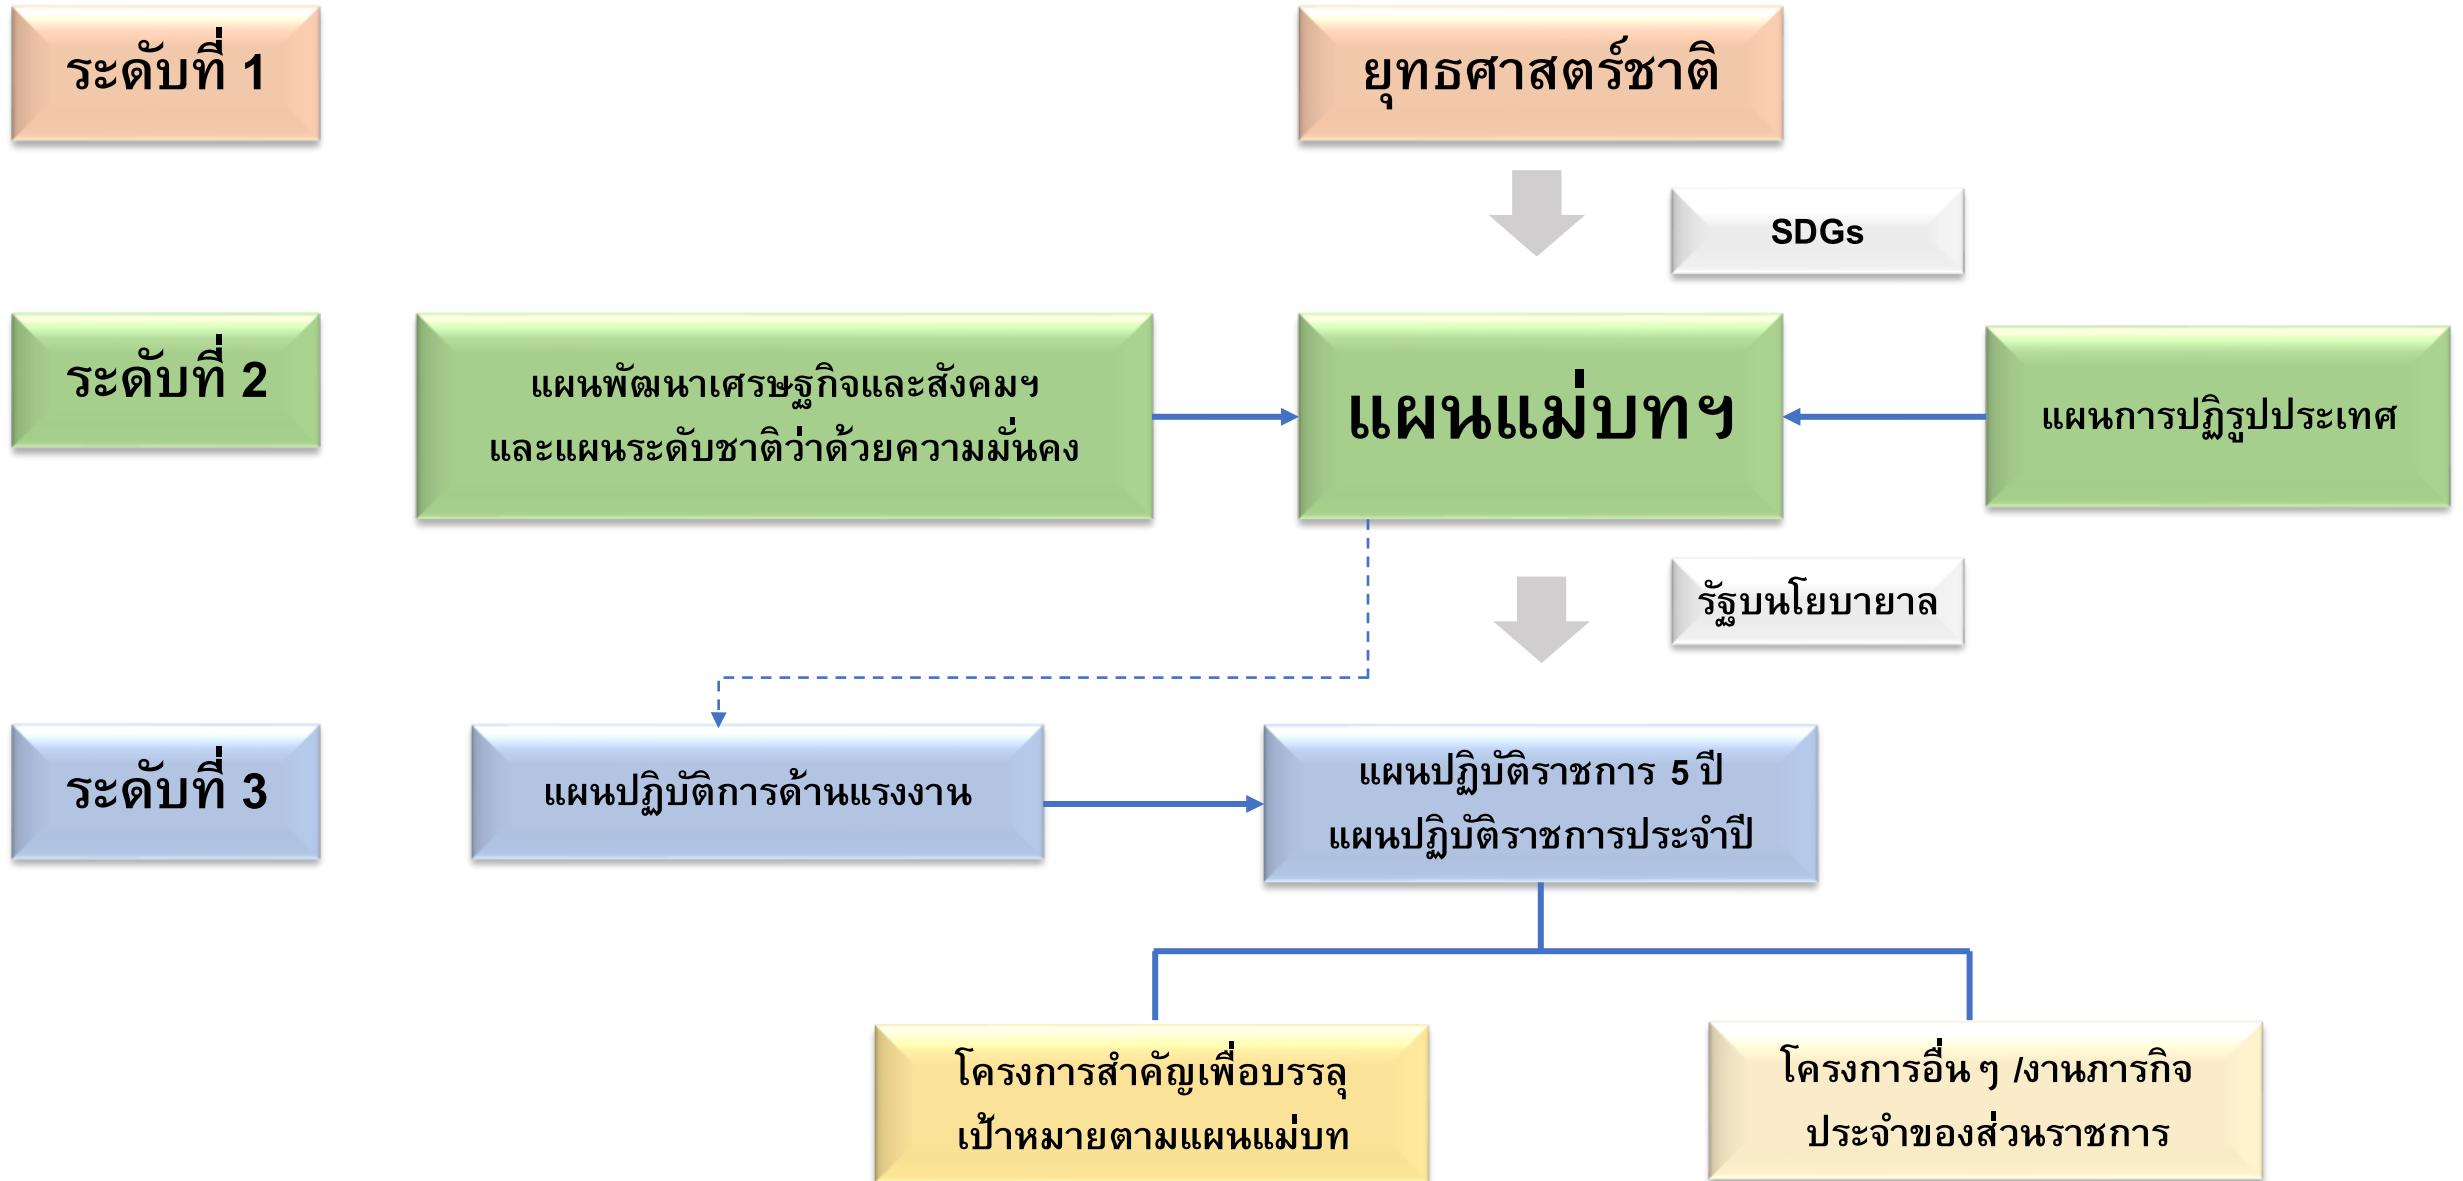 ระดับที่ 1
ยุทธศาสตร์ชาติ
SDGs
ระดับที่ 2
แผนพัฒนาเศรษฐกิจและสังคมฯ
และแผนระดับชาติว่าด้วยความมั่นคง
แผนแม่บทฯ
แผนการปฏิรูปประเทศ
รัฐบนโยบายาล
ระดับที่ 3
แผนปฏิบัติการด้านแรงงาน
แผนปฏิบัติราชการ 5 ปี
แผนปฏิบัติราชการประจำปี
โครงการสำคัญเพื่อบรรลุ
เป้าหมายตามแผนแม่บท
โครงการอื่น ๆ /งานภารกิจ
ประจำของส่วนราชการ